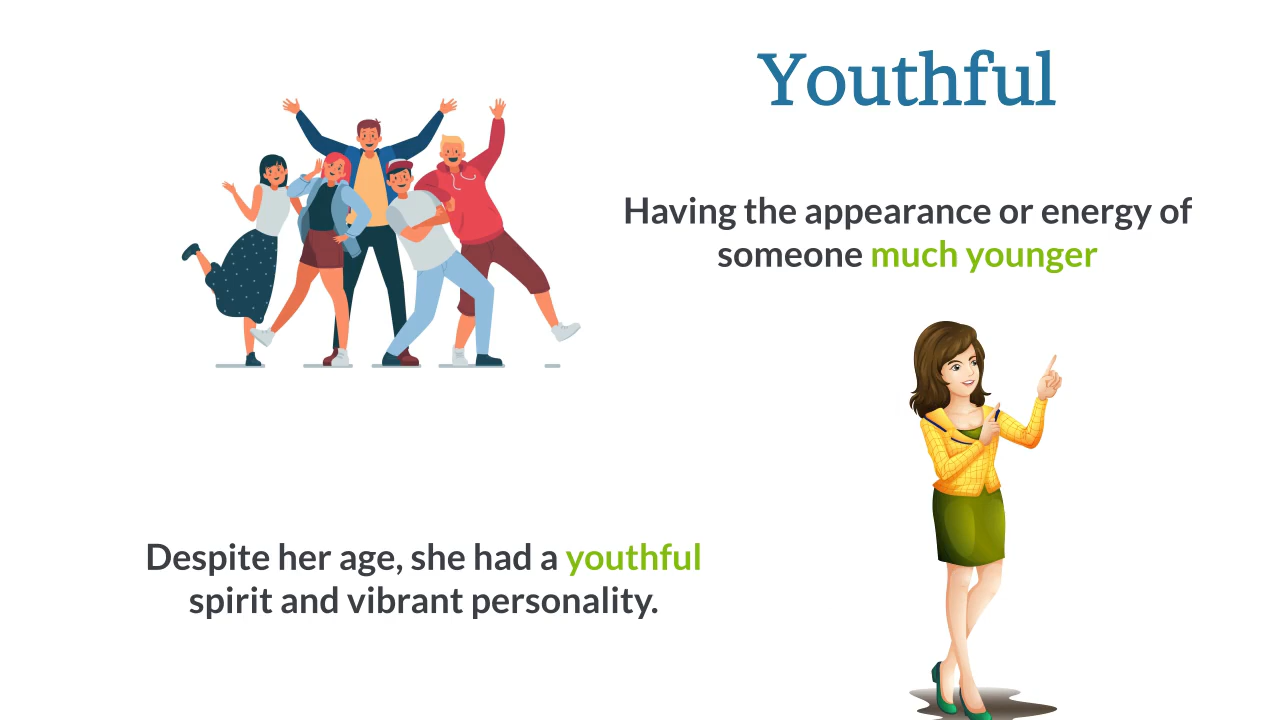 Youthful
Having the appearance or energy of
someone much younger
Despite her age, she had a youthful
spirit and vibrant personality.